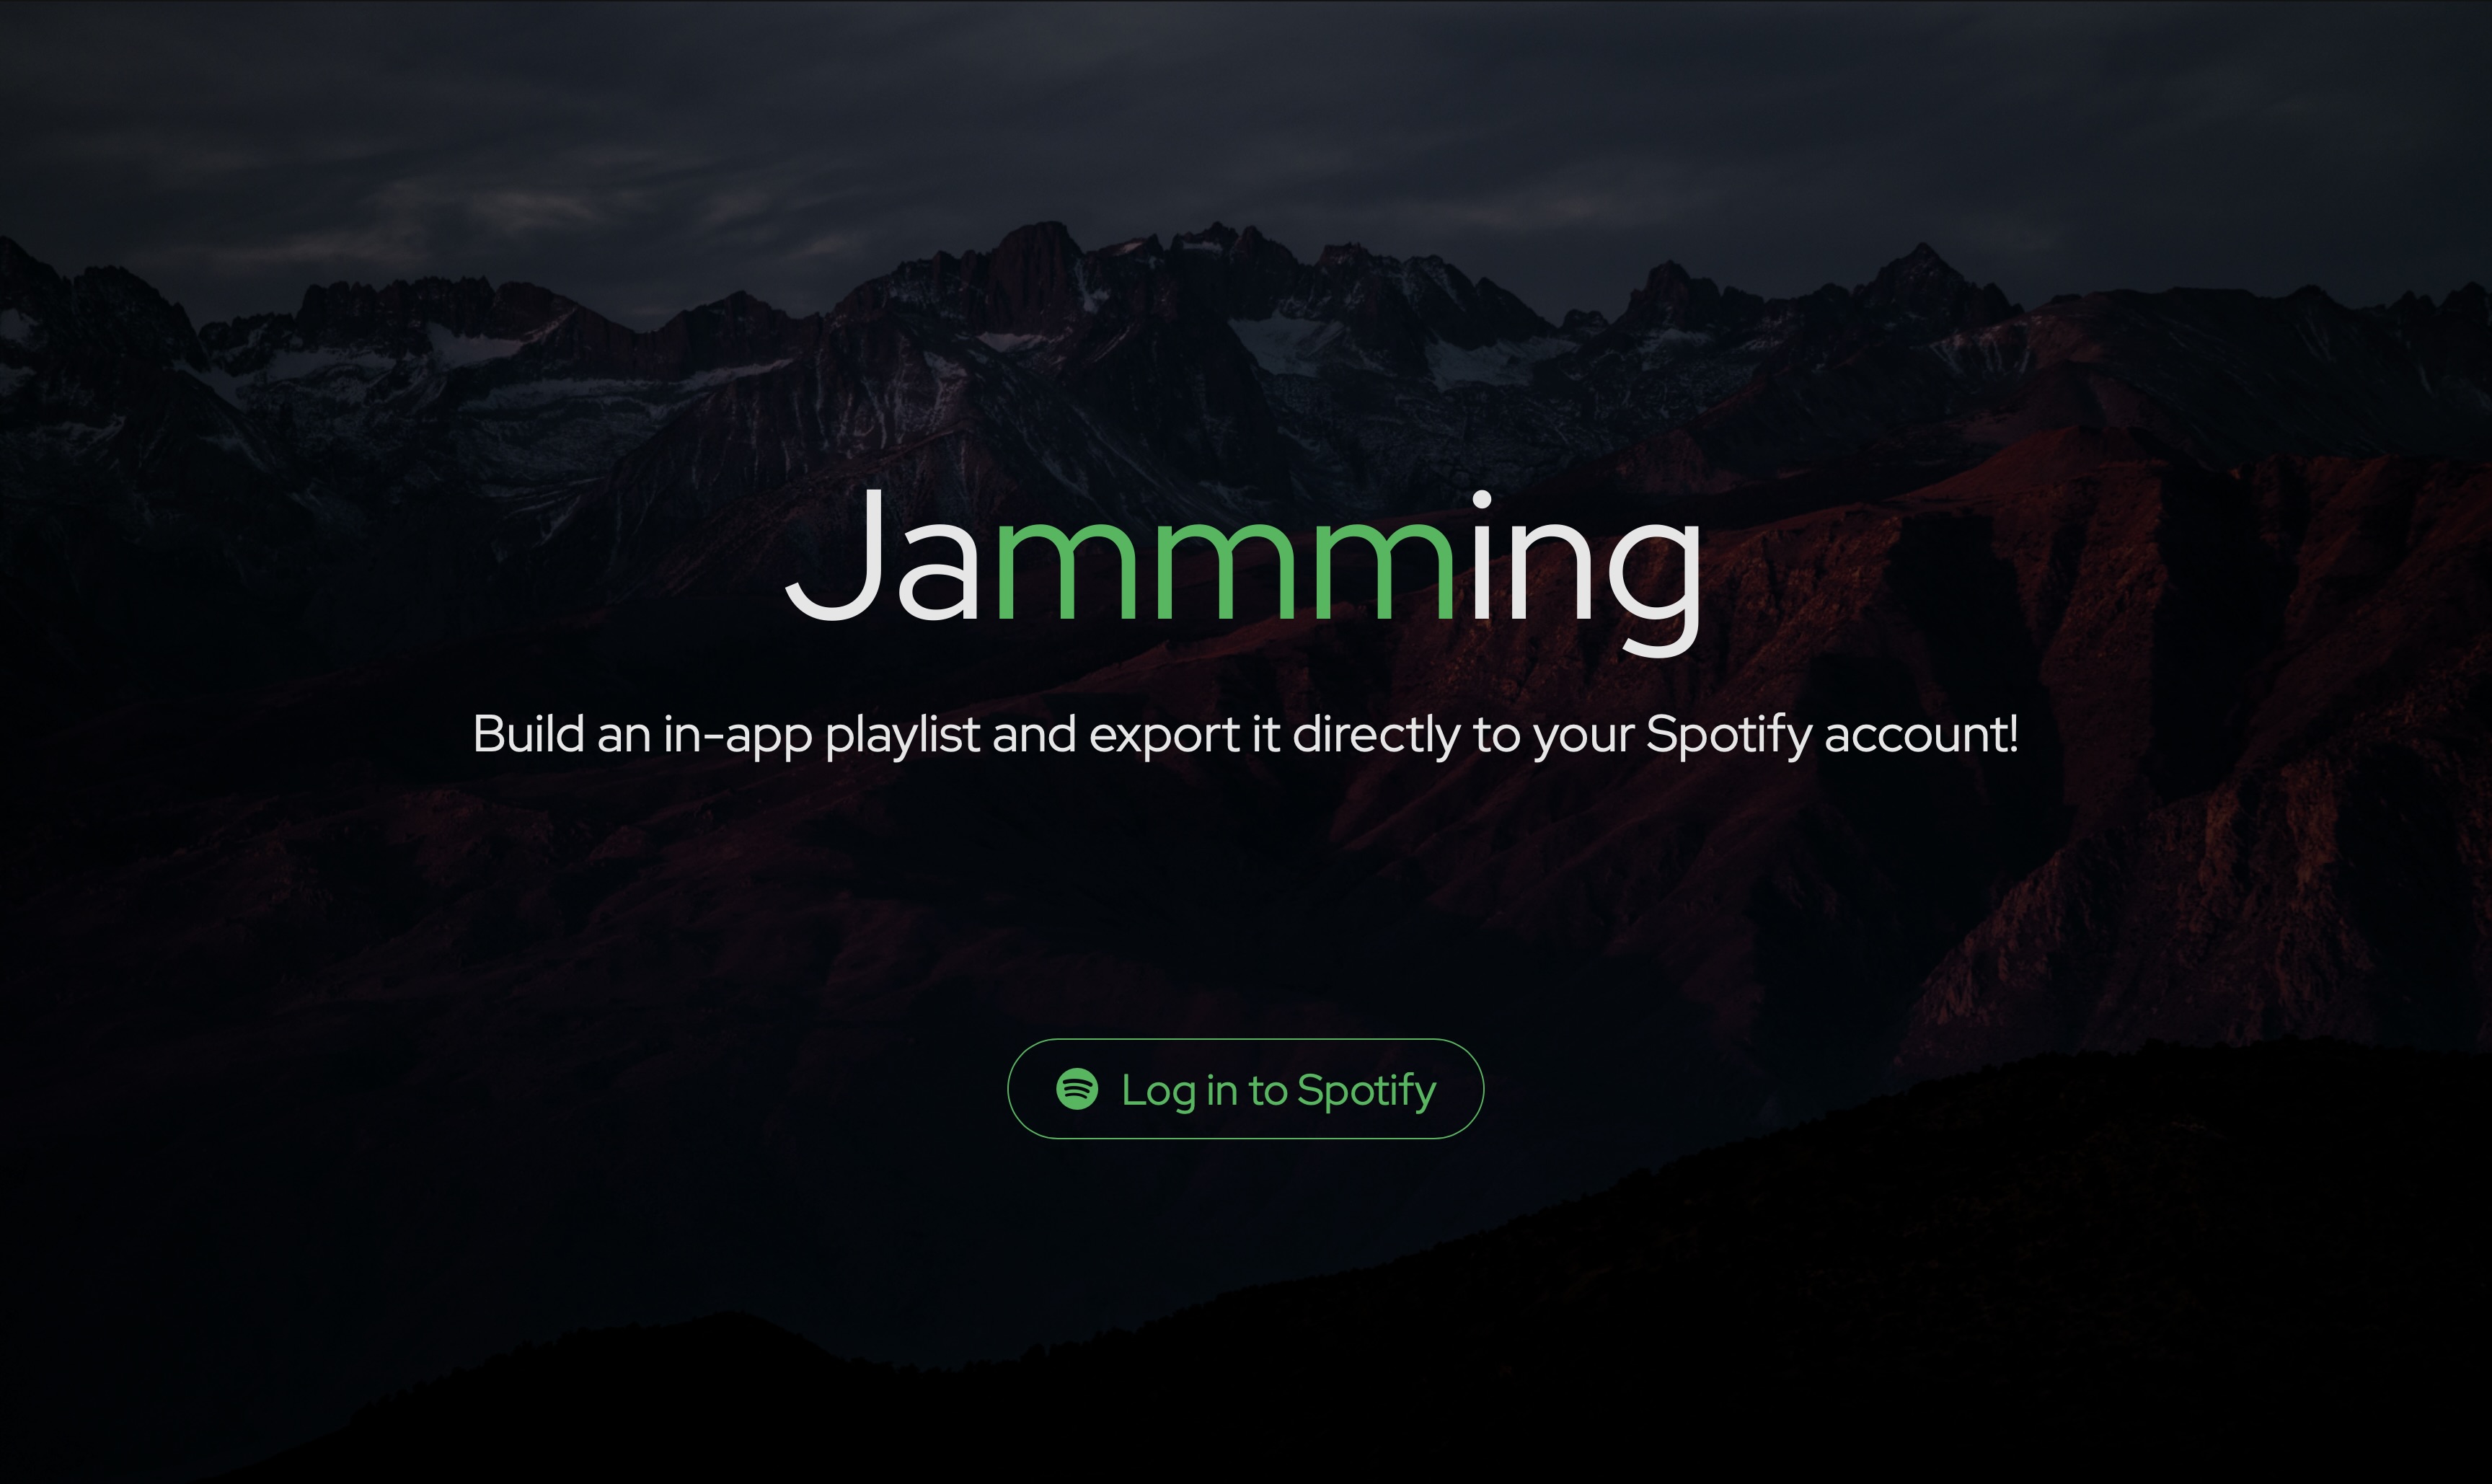 Jammming
Build an in-app playlist and export it directly to your Spotify account!
Log in to Spotify